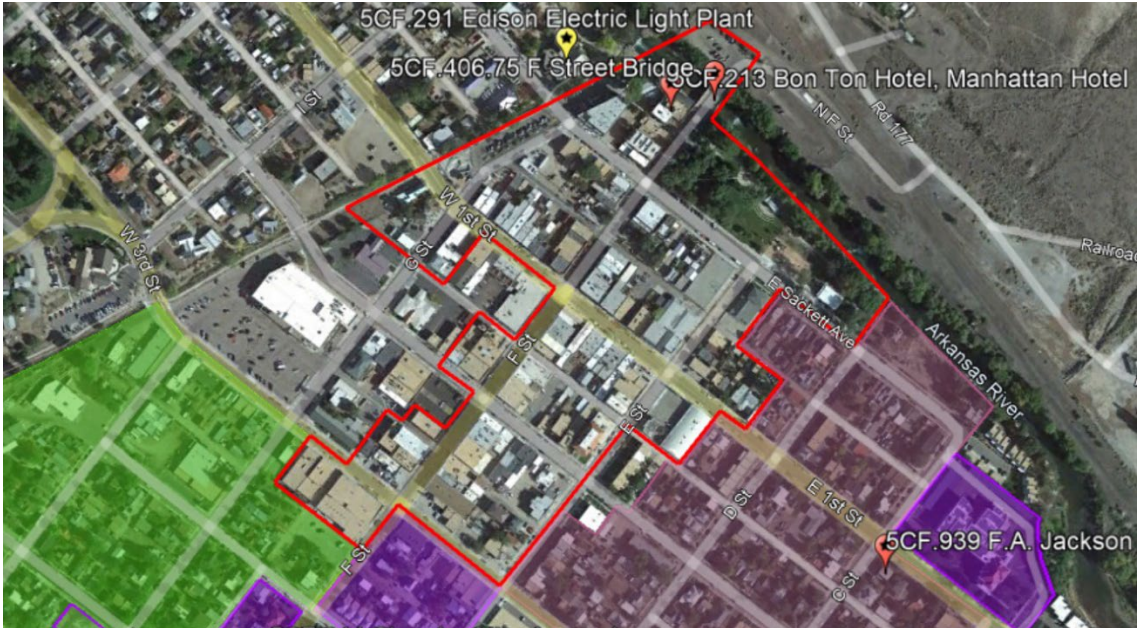 5CF.291 Edison Electric Light Plant
5CF.406.75 F Street Bridge
5CF.213 Bon Ton Hotel, Manhattan Hotel
I St
N F St
Rd 177
W 1st St
G St
W 3rd St
Railroad
E Sackett Ave
Arkansas River
F St
E St
D St
E 1st St
5CF.939 F.A. Jackson
F St
C St